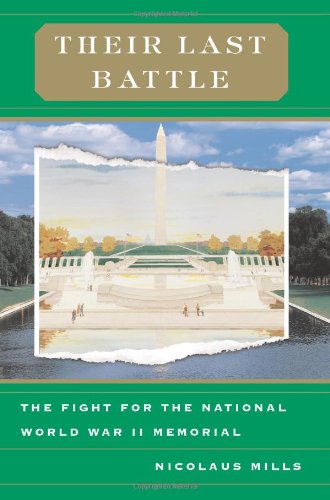 THEIR LAST
BATTLE
THE FIGHT FOR THE NATIONAL
WORLD WAR II MEMORIAL
NICOLAUS MILLS